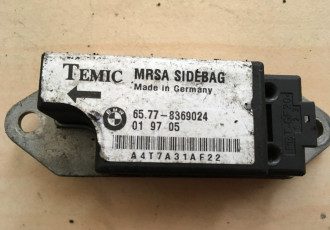 TEMIC MRSA SIDEBAG
Made in Germany
65.77-8369024
01 97 05
A4T7A31AF22